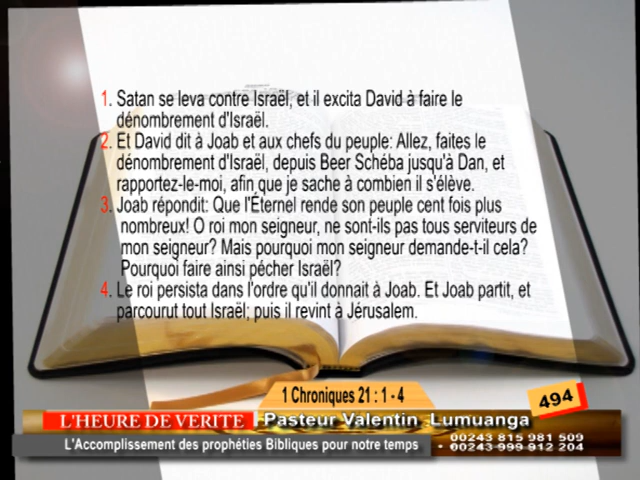 1. Satan se leva contre Israël, et il excita David à faire le
dénombrement d'Israël.
2. Et David dit à Joab et aux chefs du peuple: Allez, faites le
dénombrement d'Israël, depuis Beer Schéba jusqu'à Dan, et
rapportez-le-moi, afin que je sache à combien il s'élève.
3. Joab répondit: Que l'Éternel rende son peuple cent fois plus
nombreux! O roi mon seigneur, ne sont-ils pas tous serviteurs de
mon seigneur? Mais pourquoi mon seigneur demande-t-il cela?
Pourquoi faire ainsi pécher Israël?
4. Le roi persista dans l'ordre qu'il donnait à Joab. Et Joab partit, et
parcourut tout Israël; puis il revint à Jérusalem.
1 Chroniques 21 : 1 - 4
494
L'HEURE DE VERITE Pasteur Valentin Lumuanga
L'Accomplissement des prophéties Bibliques pour notre temps
00243 815 981 509
• 00243 999 912 204